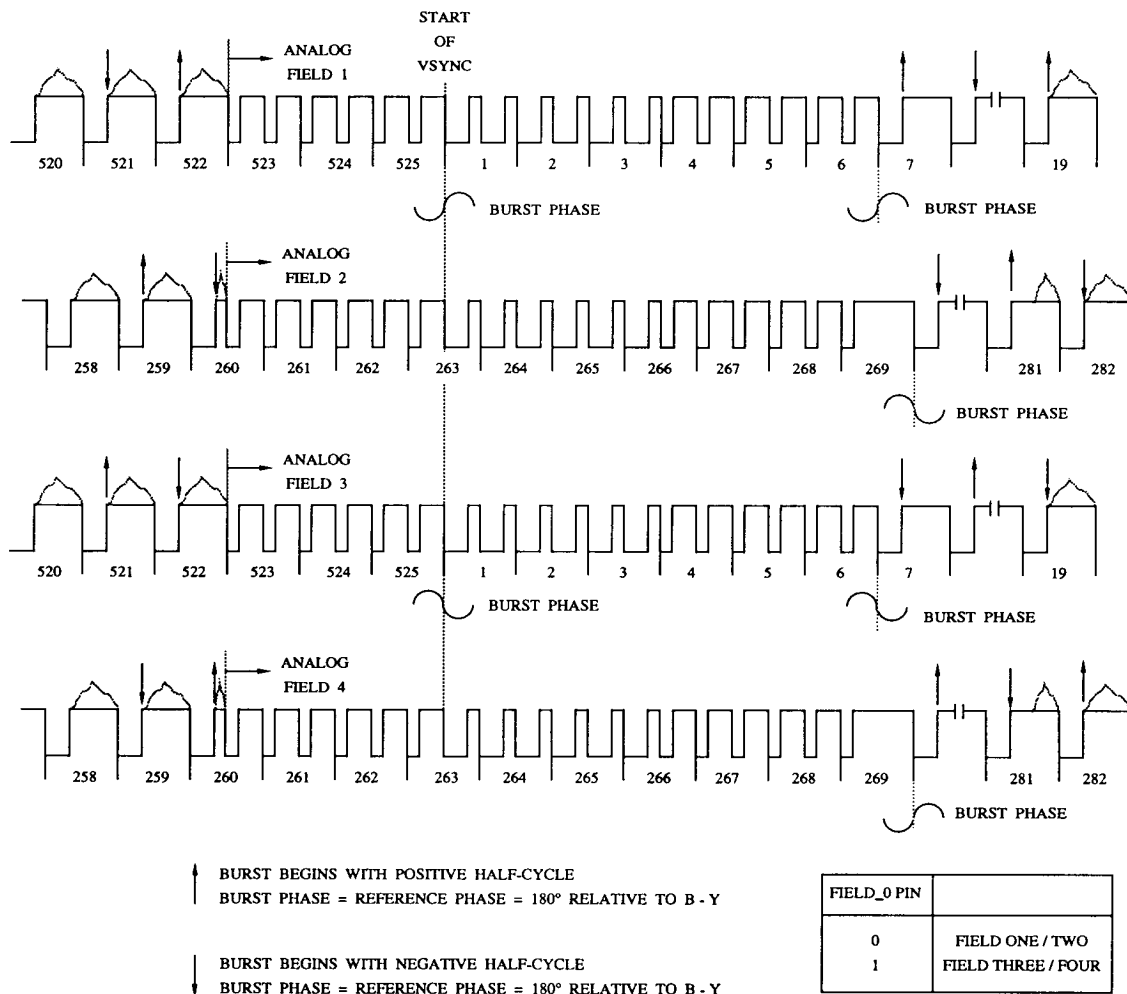 START
OF
VSYNC
ANALOG
FIELD 1
520 521 522 523 524 525 1 2 3 4 5 6 7 19
BURST PHASE BURST PHASE
ANALOG
FIELD 2
258 259 260 261 262 263 264 265 266 267 268 269 281 282
BURST PHASE
ANALOG
FIELD 3
520 521 522 523 524 525 1 2 3 4 5 6 7 19
BURST PHASE BURST PHASE
ANALOG
FIELD 4
258 259 260 261 262 263 264 265 266 267 268 269 281 282
BURST PHASE
BURST BEGINS WITH POSITIVE HALF-CYCLE
BURST PHASE = REFERENCE PHASE = 180° RELATIVE TO B - Y
BURST BEGINS WITH NEGATIVE HALF-CYCLE
BURST PHASE = REFERENCE PHASE = 180° RELATIVE TO B - Y
FIELD_0 PIN
0 FIELD ONE / TWO
1 FIELD THREE / FOUR